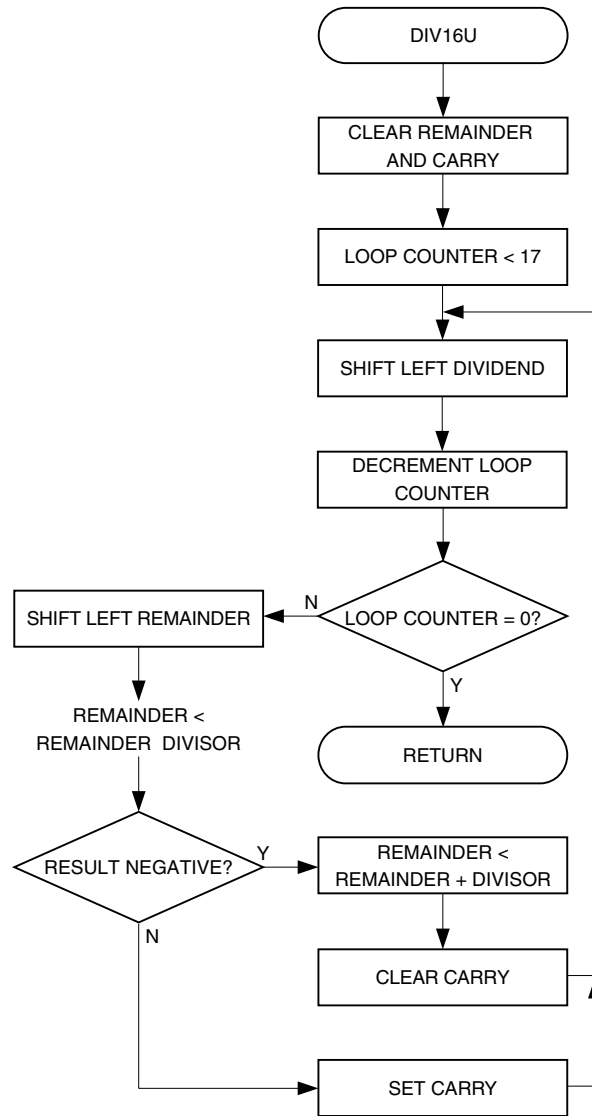 DIV16U
CLEAR REMAINDER
AND CARRY
LOOP COUNTER < 17
SHIFT LEFT DIVIDEND
DECREMENT LOOP
COUNTER
LOOP COUNTER = 0?
N
Y
SHIFT LEFT REMAINDER
REMAINDER <
REMAINDER DIVISOR
RETURN
RESULT NEGATIVE?
Y
N
REMAINDER <
REMAINDER + DIVISOR
CLEAR CARRY
SET CARRY